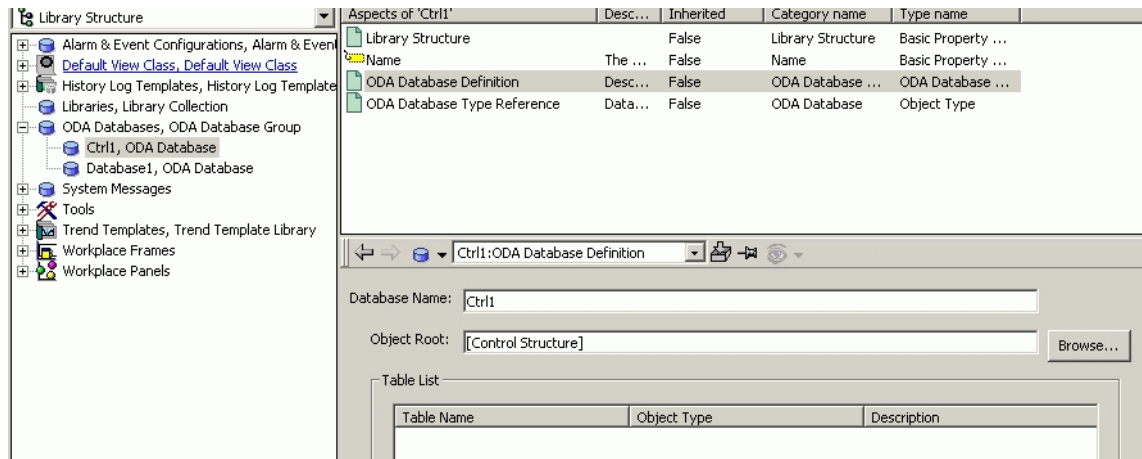 Library Structure
Alarm & Event Configurations, Alarm & Event
Default View Class, Default View Class
History Log Templates, History Log Template
Libraries, Library Collection
ODA Databases, ODA Database Group
Ctrl1, ODA Database
Database1, ODA Database
System Messages
Tools
Trend Templates, Trend Template Library
Workplace Frames
Workplace Panels
Aspects of 'Ctrl1' Desc... Inherited Category name Type name
Library Structure False Library Structure Basic Property ...
Name The ... False Name Basic Property ...
ODA Database Definition Desc... False ODA Database ... ODA Database ...
ODA Database Type Reference Data... False ODA Database Object Type
Ctrl1:ODA Database Definition
Database Name: Ctrl1
Object Root: [Control Structure] Browse...
Table List
Table Name Object Type Description